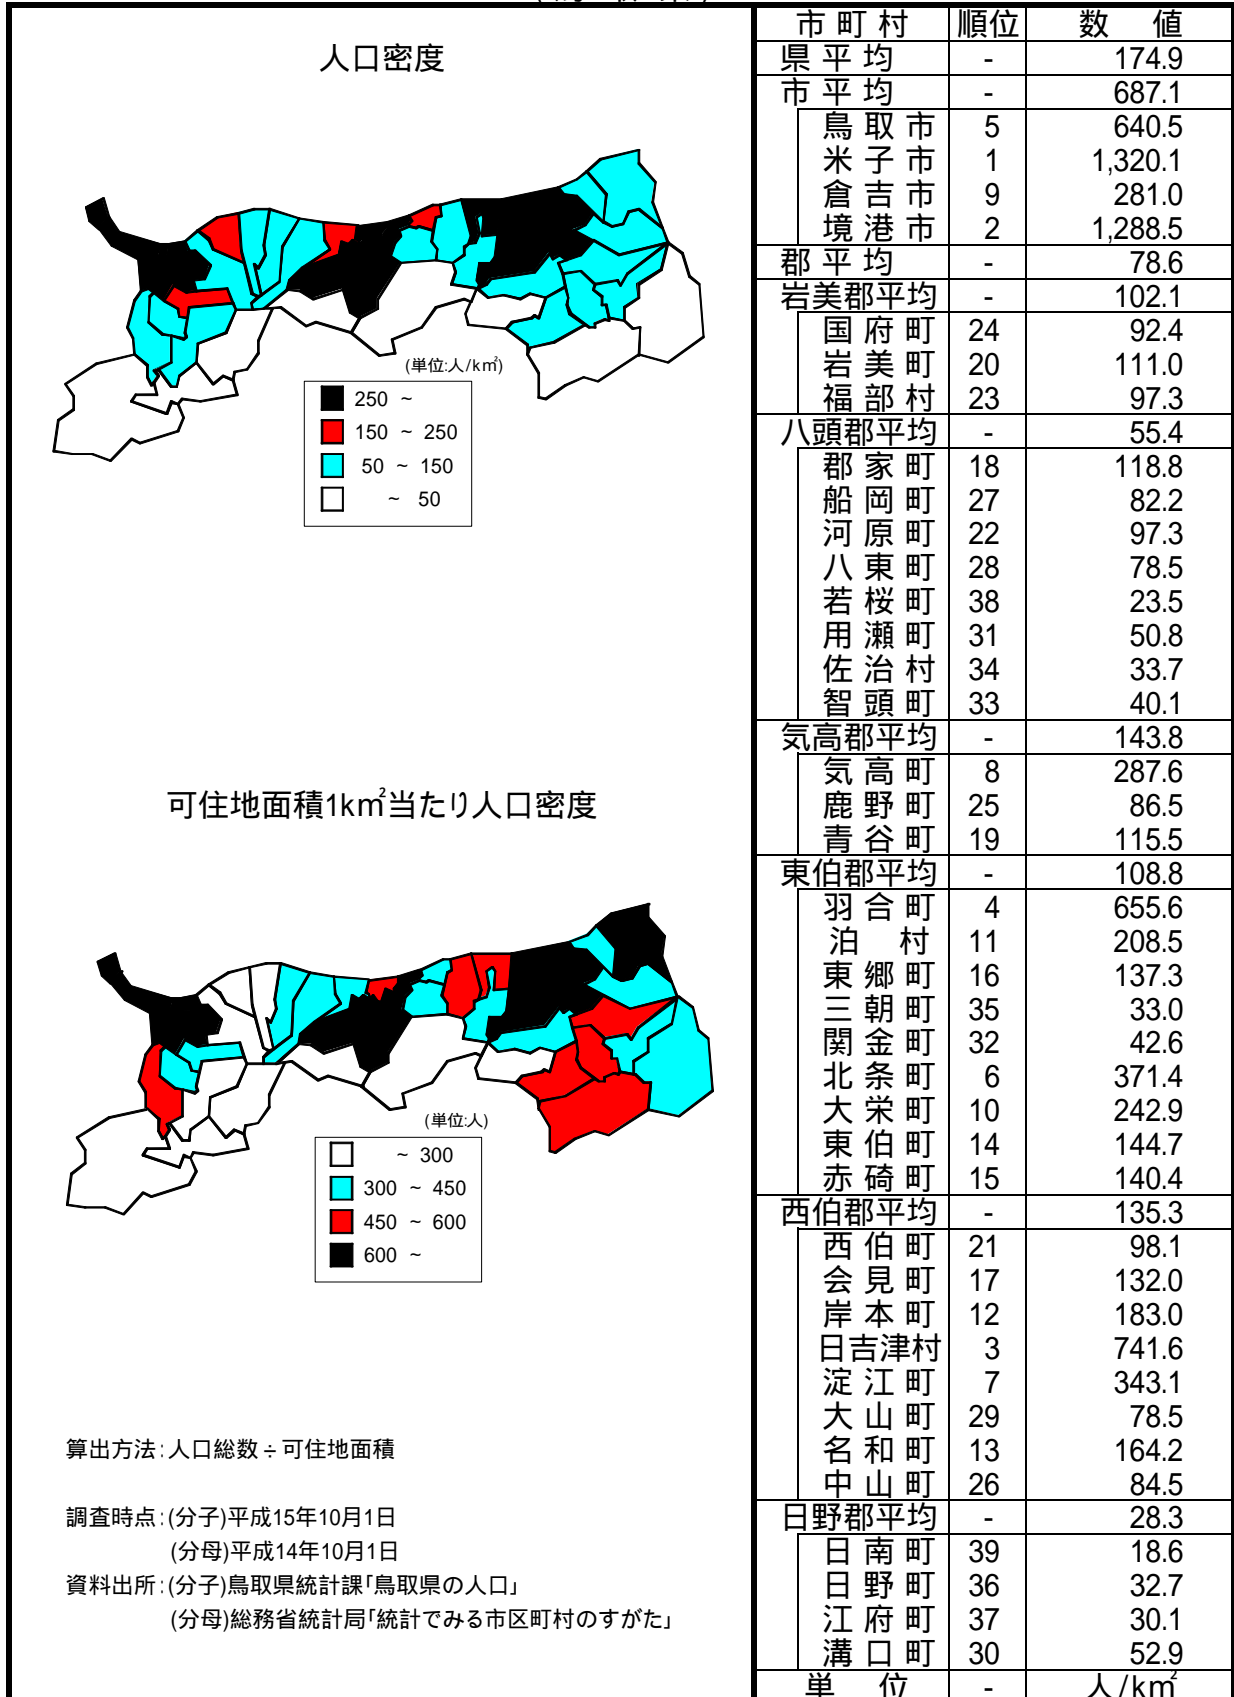 人口密度
(単位:人/k㎡)
250 ~
150 ~ 250
50 ~ 150
~ 50
可住地面積1k㎡当たり人口密度
(単位:人)
~ 300
300 ~ 450
450 ~ 600
600 ~
算出方法:人口総数÷可住地面積
調査時点:(分子)平成15年10月1日
(分母)平成14年10月1日
資料出所:(分子)鳥取県統計課「鳥取県の人口」
(分母)総務省統計局「統計でみる市区町村のすがた」
市町村 順位 数 値
県平均 - 174.9
市平均 - 687.1
鳥取市 5 640.5
米子市 1 1,320.1
倉吉市 9 281.0
境港市 2 1,288.5
郡平均 - 78.6
岩美郡平均 - 102.1
国府町 24 92.4
岩美町 20 111.0
福部村 23 97.3
八頭郡平均 - 55.4
郡家町 18 118.8
船岡町 27 82.2
河原町 22 97.3
八東町 28 78.5
若桜町 38 23.5
用瀬町 31 50.8
佐治村 34 33.7
智頭町 33 40.1
気高郡平均 - 143.8
気高町 8 287.6
鹿野町 25 86.5
青谷町 19 115.5
東伯郡平均 - 108.8
羽合町 4 655.6
泊 村 11 208.5
東郷町 16 137.3
三朝町 35 33.0
関金町 32 42.6
北条町 6 371.4
大栄町 10 242.9
東伯町 14 144.7
赤碕町 15 140.4
西伯郡平均 - 135.3
西伯町 21 98.1
会見町 17 132.0
岸本町 12 183.0
日吉津村 3 741.6
淀江町 7 343.1
大山町 29 78.5
名和町 13 164.2
中山町 26 84.5
日野郡平均 - 28.3
日南町 39 18.6
日野町 36 32.7
江府町 37 30.1
溝口町 30 52.9
単 位 - 人/k㎡